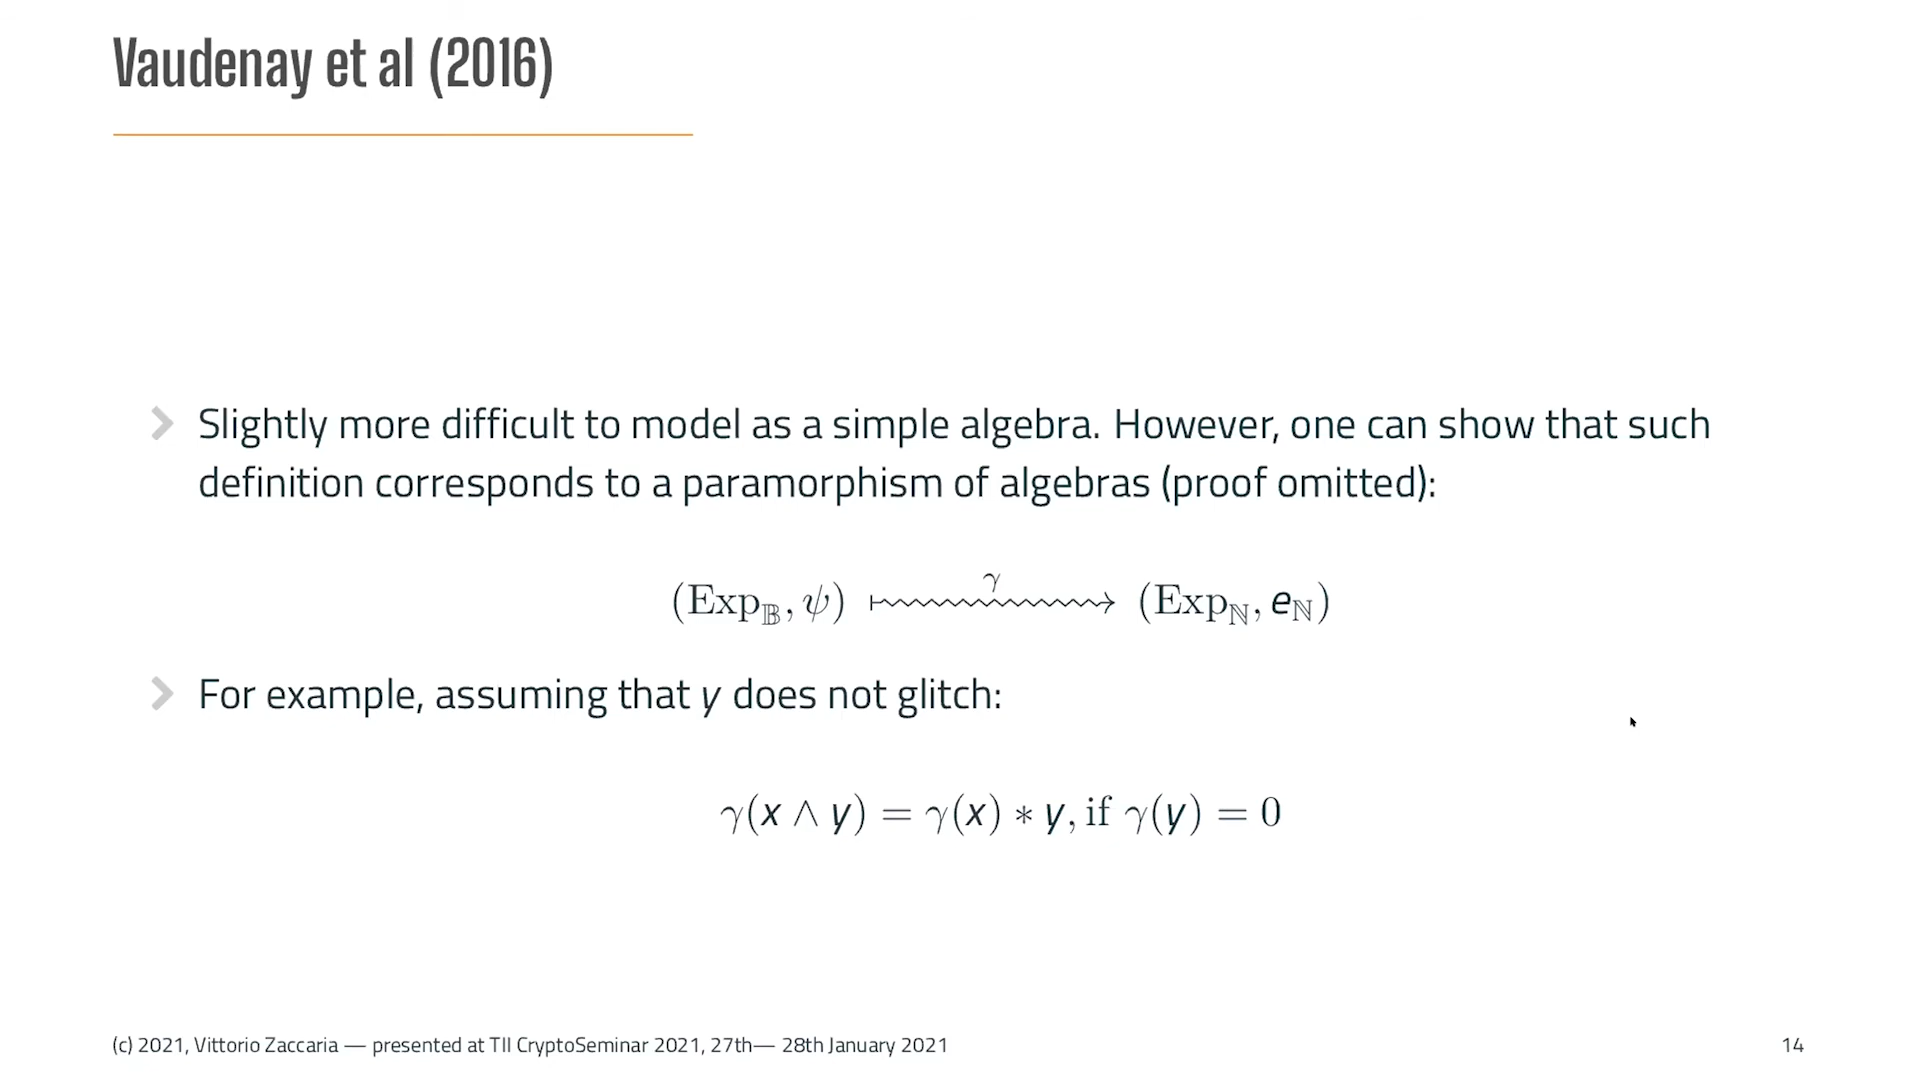 Vaudenay et al (2016)
Slightly more difficult to model as a simple algebra. However, one can show that such
definition corresponds to a paramorphism of algebras (proof omitted):
γ
(Exp𝔹, ψ) (Expℕ, eℕ)
For example, assuming that y does not glitch:
γ(x ∧ y) = γ(x) ∗ y, if γ(y) = 0
(c) 2021, Vittorio Zaccaria — presented at TII CryptoSeminar 2021, 27th— 28th January 2021
14